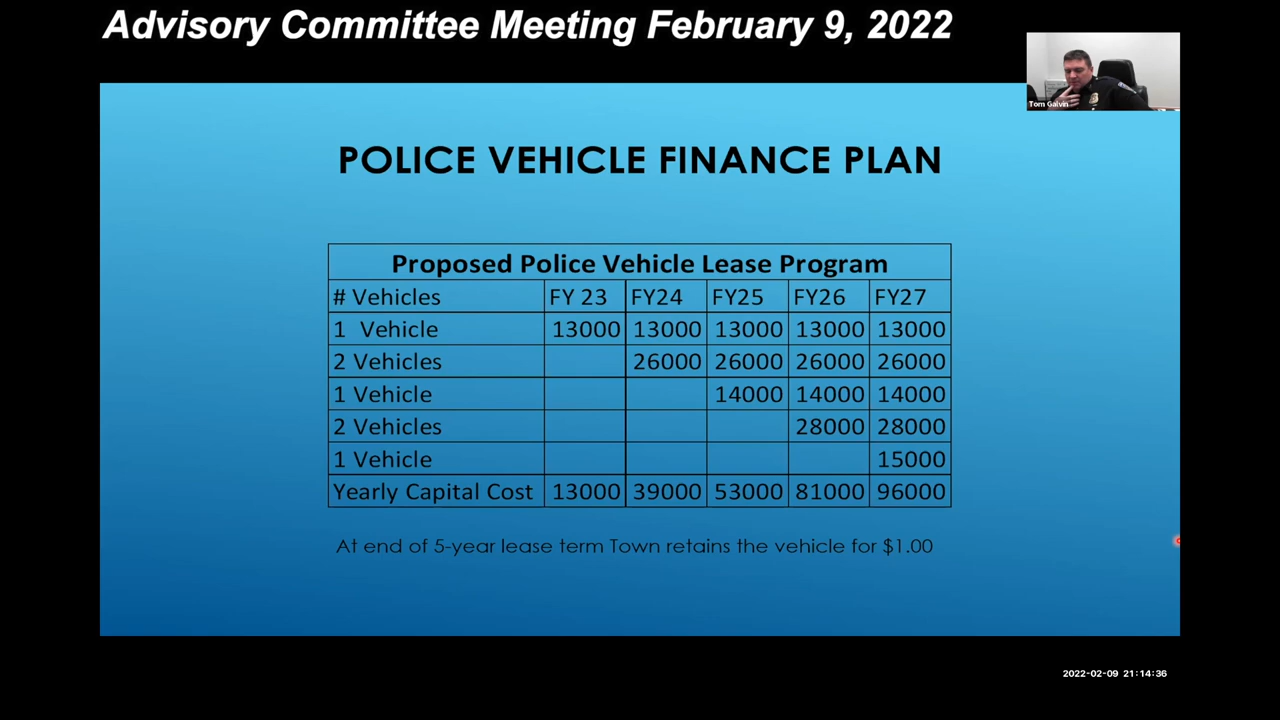 Advisory Committee Meeting February 9, 2022
Tom Galvin
POLICE VEHICLE FINANCE PLAN
Proposed Police Vehicle Lease Program
# Vehicles FY 23 FY24 FY25 FY26 FY27
1 Vehicle 13000 13000 13000 13000 13000
2 Vehicles 26000 26000 26000 26000
1 Vehicle 14000 14000 14000
2 Vehicles 28000 28000
1 Vehicle 15000
Yearly Capital Cost 13000 39000 53000 81000 96000
At end of 5-year lease term Town retains the vehicle for $1.00
2022-02-09 21:14:36